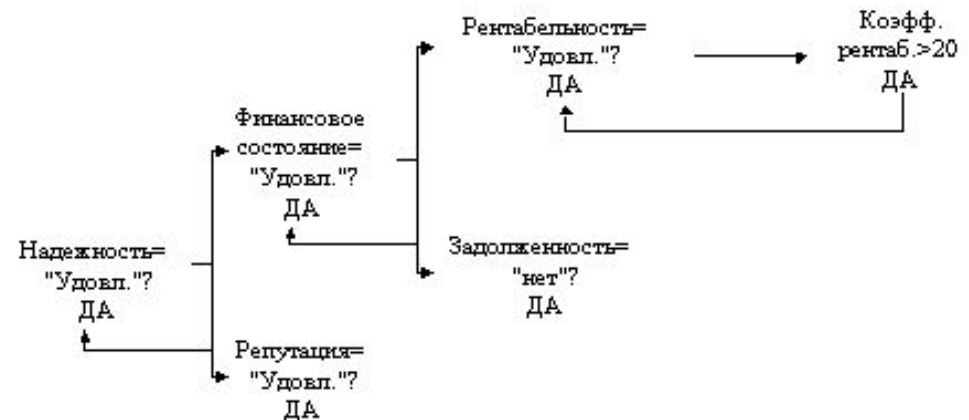 Рентабельность=
"Удовл."?
ДА
Коэфф.
рентаб.>20
ДА
Финансовое
состояние=
"Удовл."?
ДА
Надежность=
"Удовл."?
ДА
Задолженность=
"нет"?
ДА
Репутация=
"Удовл."?
ДА